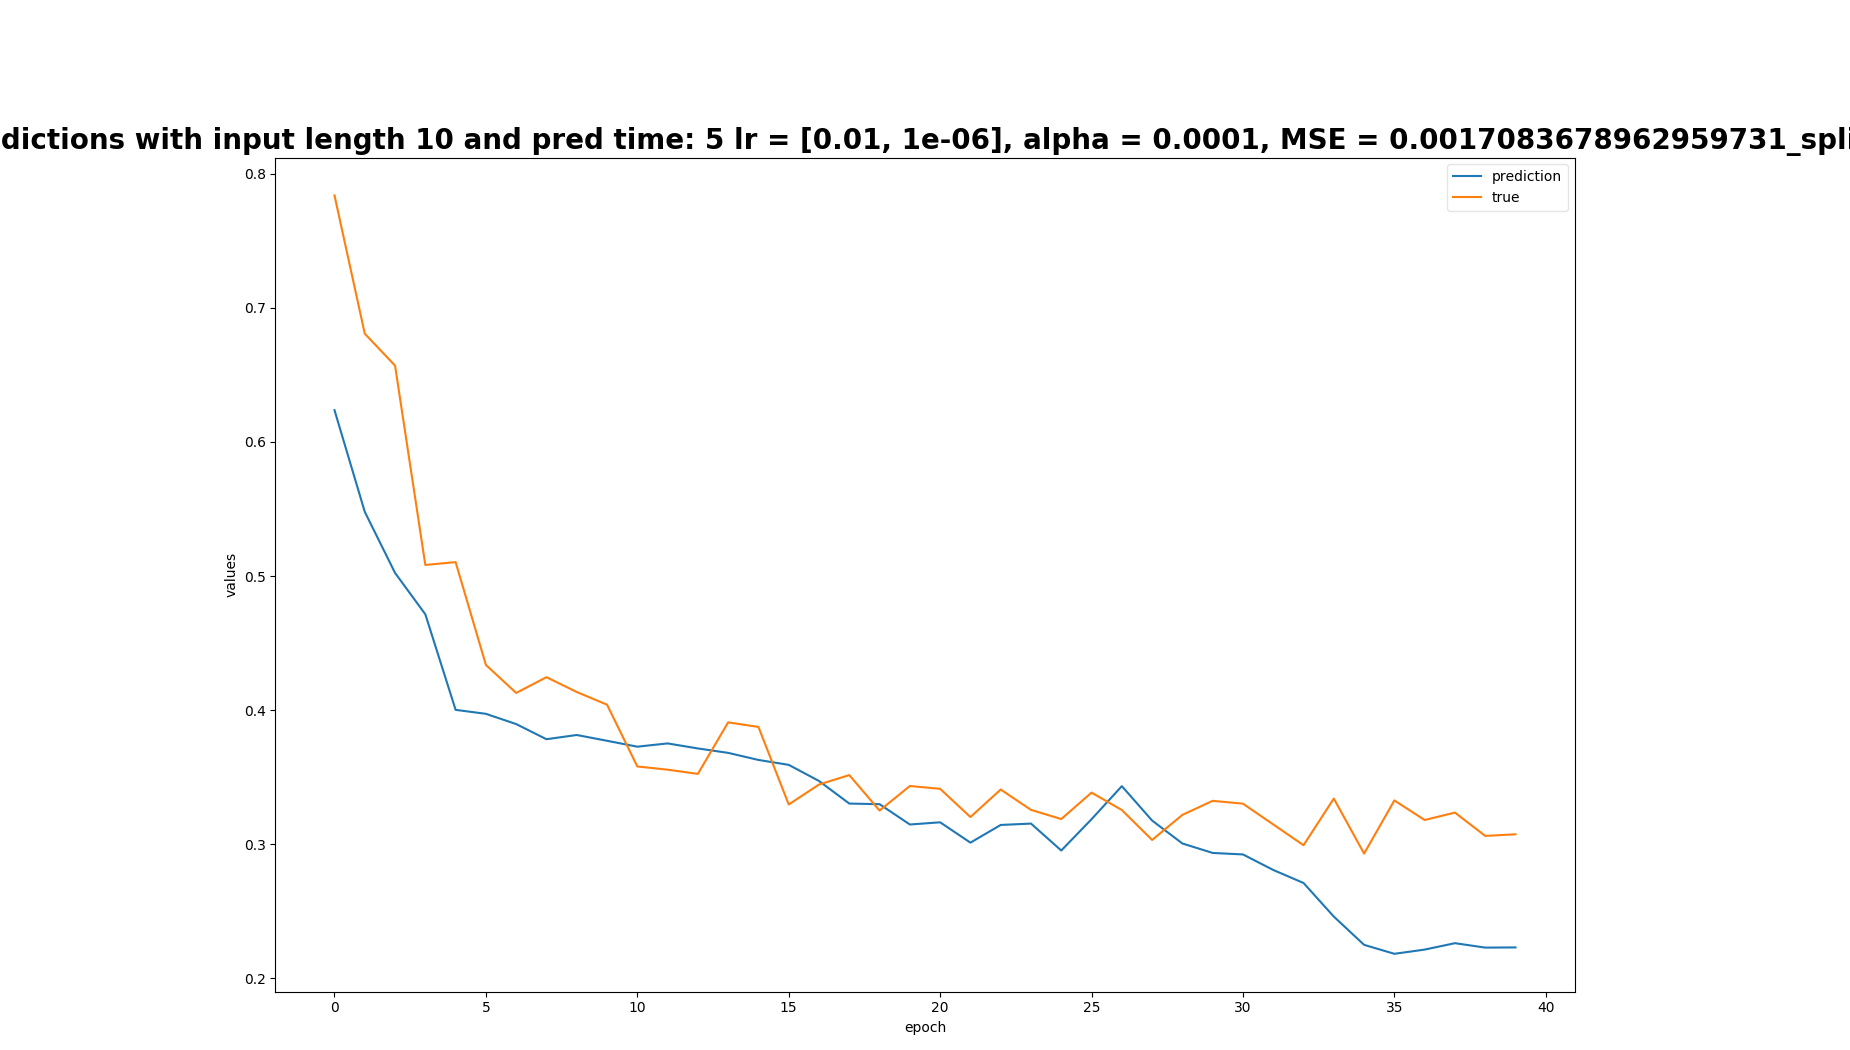 dictions with input length 10 and pred time: 5 lr = [0.01, 1e-06], alpha = 0.0001, MSE = 0.0017083678962959731_spli
prediction
true
0.8
0.7
0.6
0.5
0.4
0.3
0.2
values
0 5 10 15 20 25 30 35 40
epoch